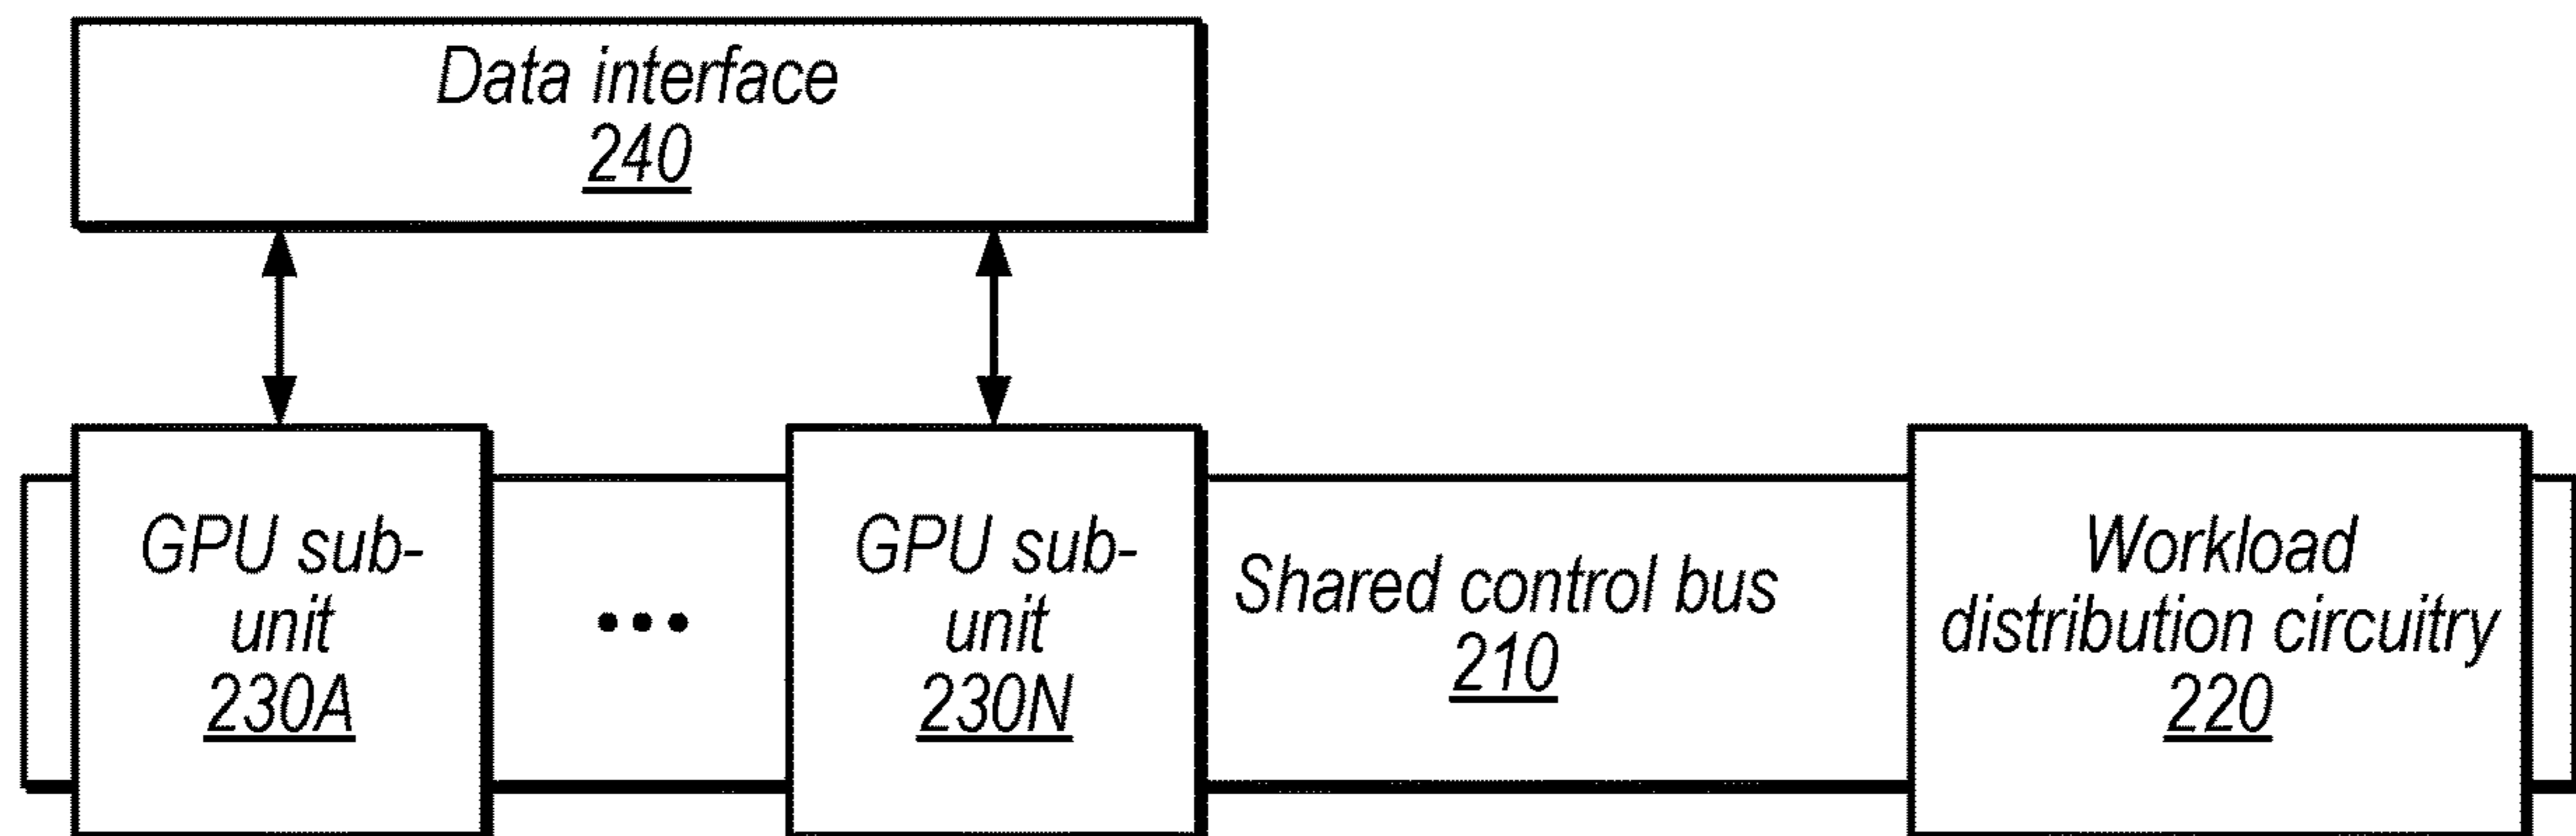 Data interface
240
GPU sub-
unit
230A
•••
GPU sub-
unit
230N
Shared control bus
210
Workload
distribution circuitry
220